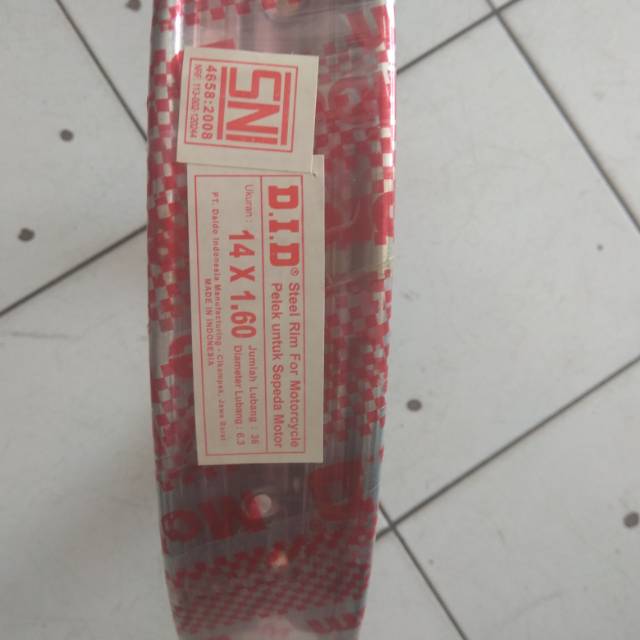 SNI
4658:2008
D.I.D® Steel Rim For Motorcycle
Pelek untuk Sepeda Motor
Ukuran : 14 X 1.60
Jumlah Lubang : 36
Diameter Lubang : 6.3
PT. Daido Indonesia Manufacturing - Cikampek, Jawa Barat
MADE IN INDONESIA